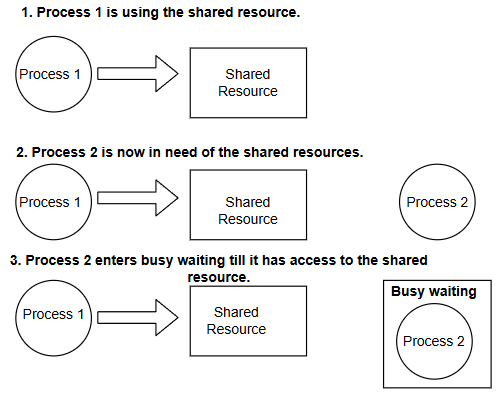 1. Process 1 is using the shared resource.
Process 1
Shared
Resource
2. Process 2 is now in need of the shared resources.
Process 1
Shared
Resource
Process 2
3. Process 2 enters busy waiting till it has access to the shared
resource.
Process 1
Shared
Resource
Busy waiting
Process 2